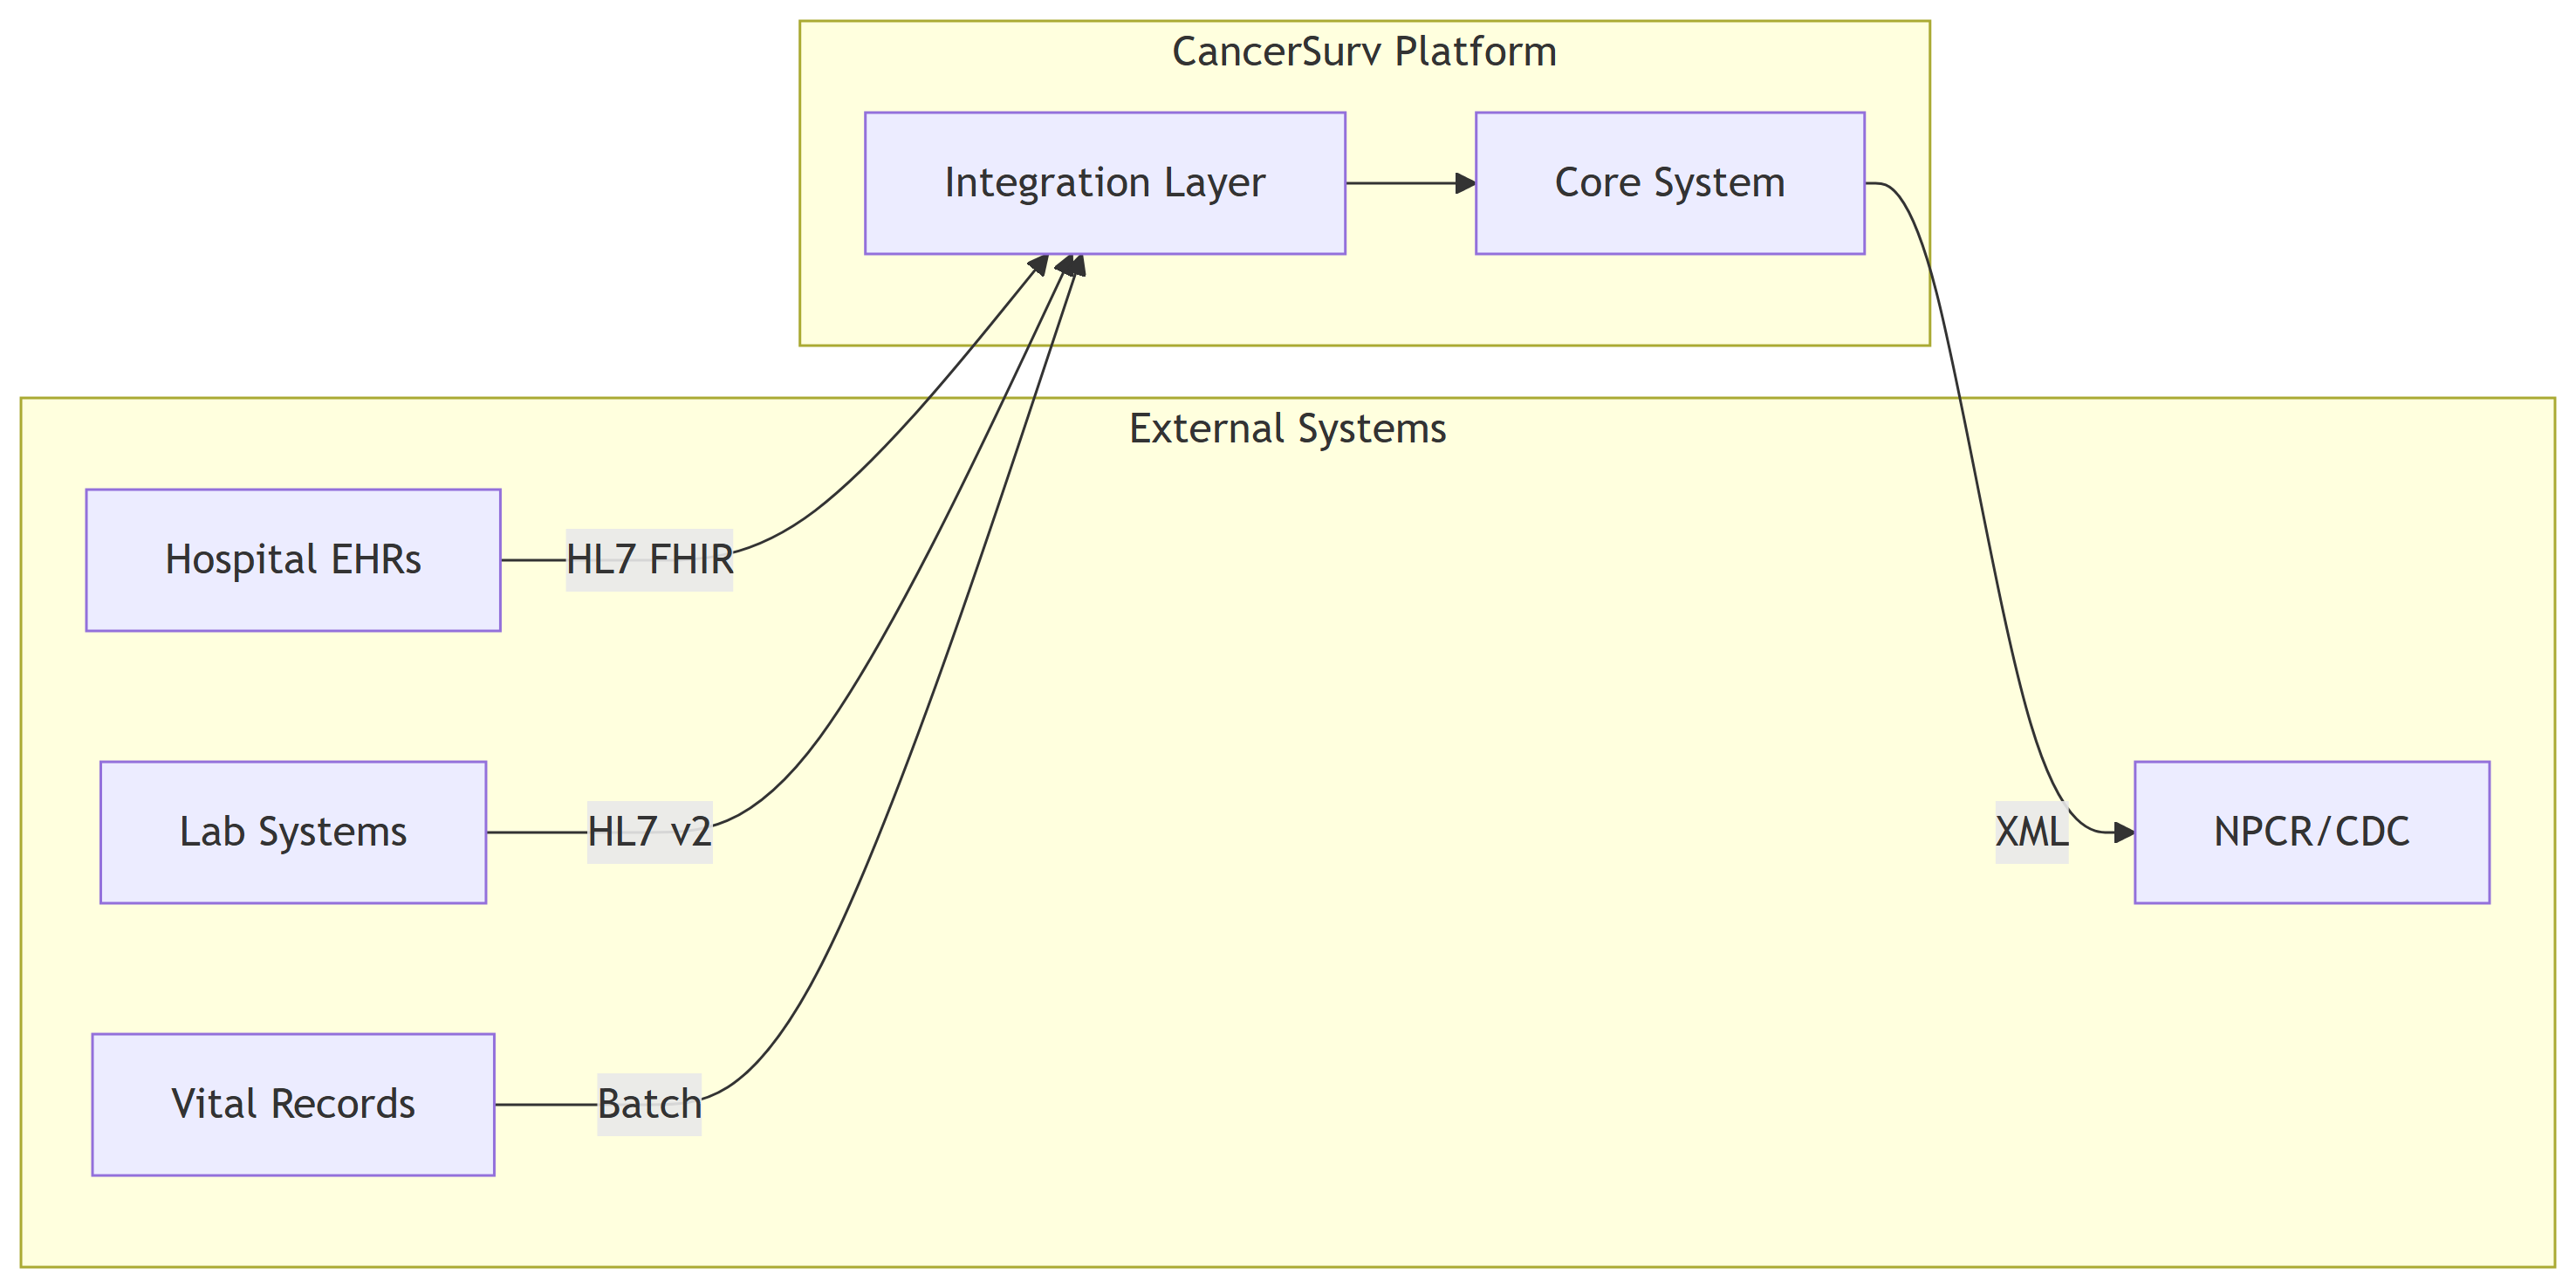 CancerSurv Platform
Integration Layer
Core System
External Systems
Hospital EHRs
HL7 FHIR
Lab Systems
HL7 v2
XML
NPCR/CDC
Vital Records
Batch